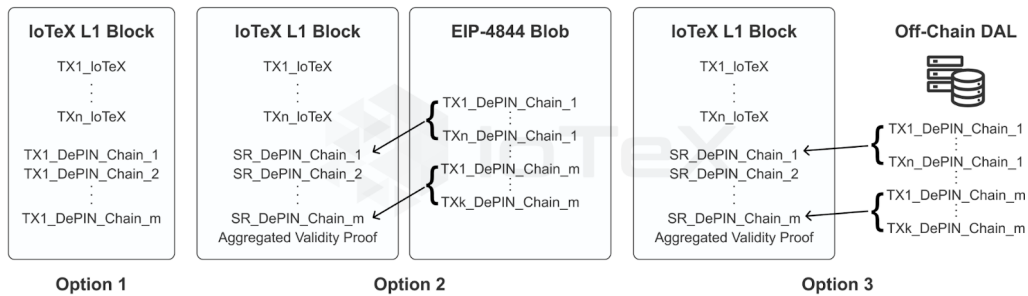 IoTeX L1 Block
TX1_IoTeX
TXn_IoTeX
TX1_DePIN_Chain_1
TX1_DePIN_Chain_2
TX1_DePIN_Chain_m
Option 1
IoTeX L1 Block
TX1_IoTeX
TXn_IoTeX
SR_DePIN_Chain_1
SR_DePIN_Chain_2
SR_DePIN_Chain_m
Aggregated Validity Proof
EIP-4844 Blob
TX1_DePIN_Chain_1
TXn_DePIN_Chain_1
TX1_DePIN_Chain_m
TXk_DePIN_Chain_m
Option 2
IoTeX L1 Block
TX1_IoTeX
TXn_IoTeX
SR_DePIN_Chain_1
SR_DePIN_Chain_2
SR_DePIN_Chain_m
Aggregated Validity Proof
Off-Chain DAL
TX1_DePIN_Chain_1
TXn_DePIN_Chain_1
TX1_DePIN_Chain_m
TXk_DePIN_Chain_m
Option 3
IoTeX